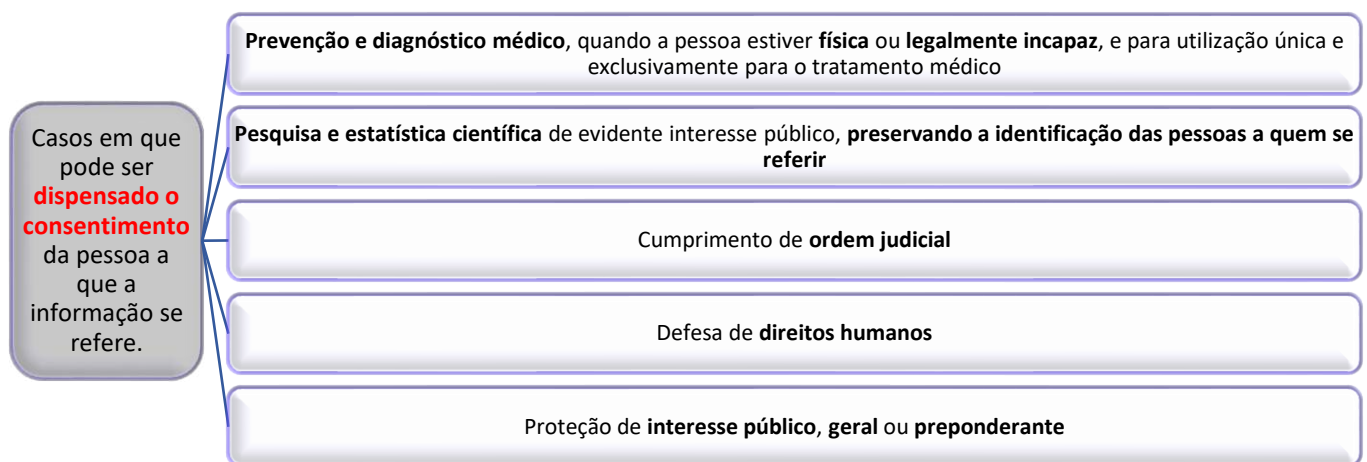 Casos em que
pode ser
dispensado o
consentimento
da pessoa a
que a
informação se
refere.
Prevenção e diagnóstico médico, quando a pessoa estiver física ou legalmente incapaz, e para utilização única e
exclusivamente para o tratamento médico
Pesquisa e estatística científica de evidente interesse público, preservando a identificação das pessoas a quem se
referir
Cumprimento de ordem judicial
Defesa de direitos humanos
Proteção de interesse público, geral ou preponderante